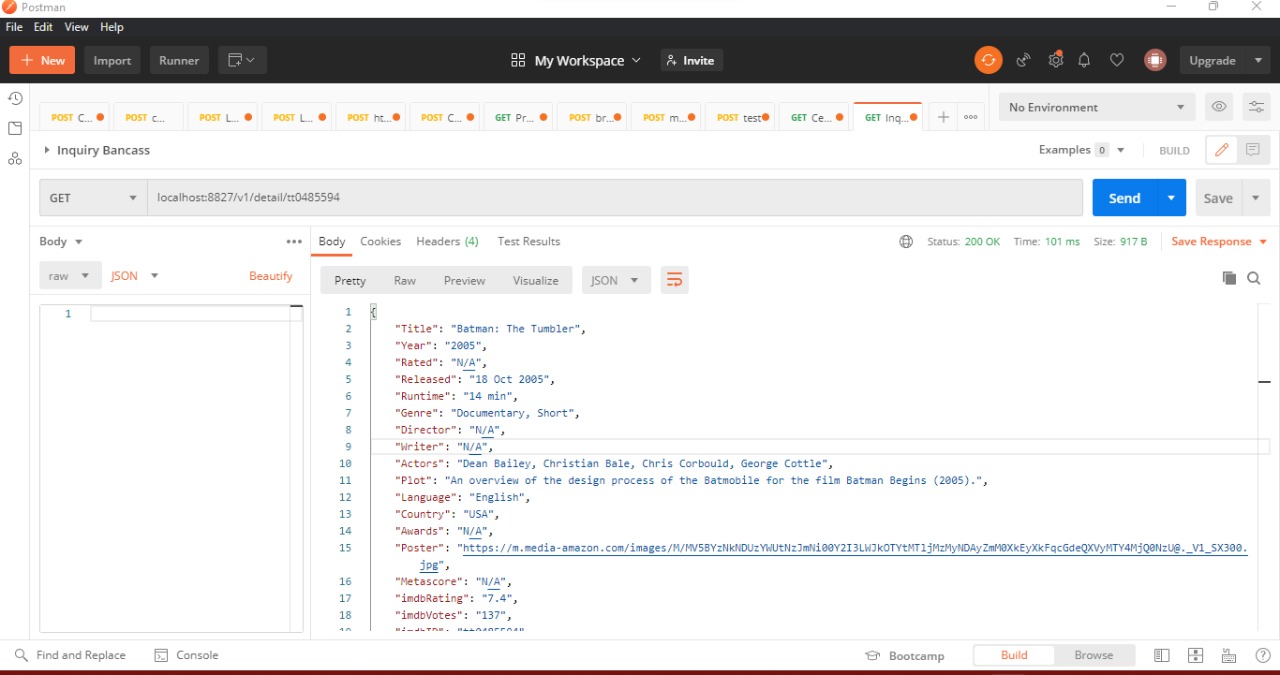 Postman
File Edit View Help
+ New Import Runner My Workspace Invite Upgrade
POST C... POST c... POST L... POST L... POST ht... POST C... GET Pr... POST br... POST m... POST test GET Ce... GET Inq... + ooo No Environment
Inquiry Bancass Examples 0 BUILD
GET localhost:8827/v1/detail/tt0485594 Send Save
Body ••• Body Cookies Headers (4) Test Results Status: 200 OK Time: 101 ms Size: 917 B Save Response
raw JSON Beautify Pretty Raw Preview Visualize JSON
1
1 {
2 "Title": "Batman: The Tumbler",
3 "Year": "2005",
4 "Rated": "N/A",
5 "Released": "18 Oct 2005",
6 "Runtime": "14 min",
7 "Genre": "Documentary, Short",
8 "Director": "N/A",
9 "Writer": "N/A",
10 "Actors": "Dean Bailey, Christian Bale, Chris Corbould, George Cottle",
11 "Plot": "An overview of the design process of the Batmobile for the film Batman Begins (2005).",
12 "Language": "English",
13 "Country": "USA",
14 "Awards": "N/A",
15 "Poster": "https://m.media-amazon.com/images/M/MV5BYzNkNDUzYWUtNzJmNi00Y2I3LWJkOTYtMTljMzMyNDAyZmM0XkEyXkFqcGdeQXVyMTY4MjQ0NzU@._V1_SX300.
jpg",
16 "Metascore": "N/A",
17 "imdbRating": "7.4",
18 "imdbVotes": "137",
19 "imdbID": "tt0485594"
Find and Replace Console Bootcamp Build Browse